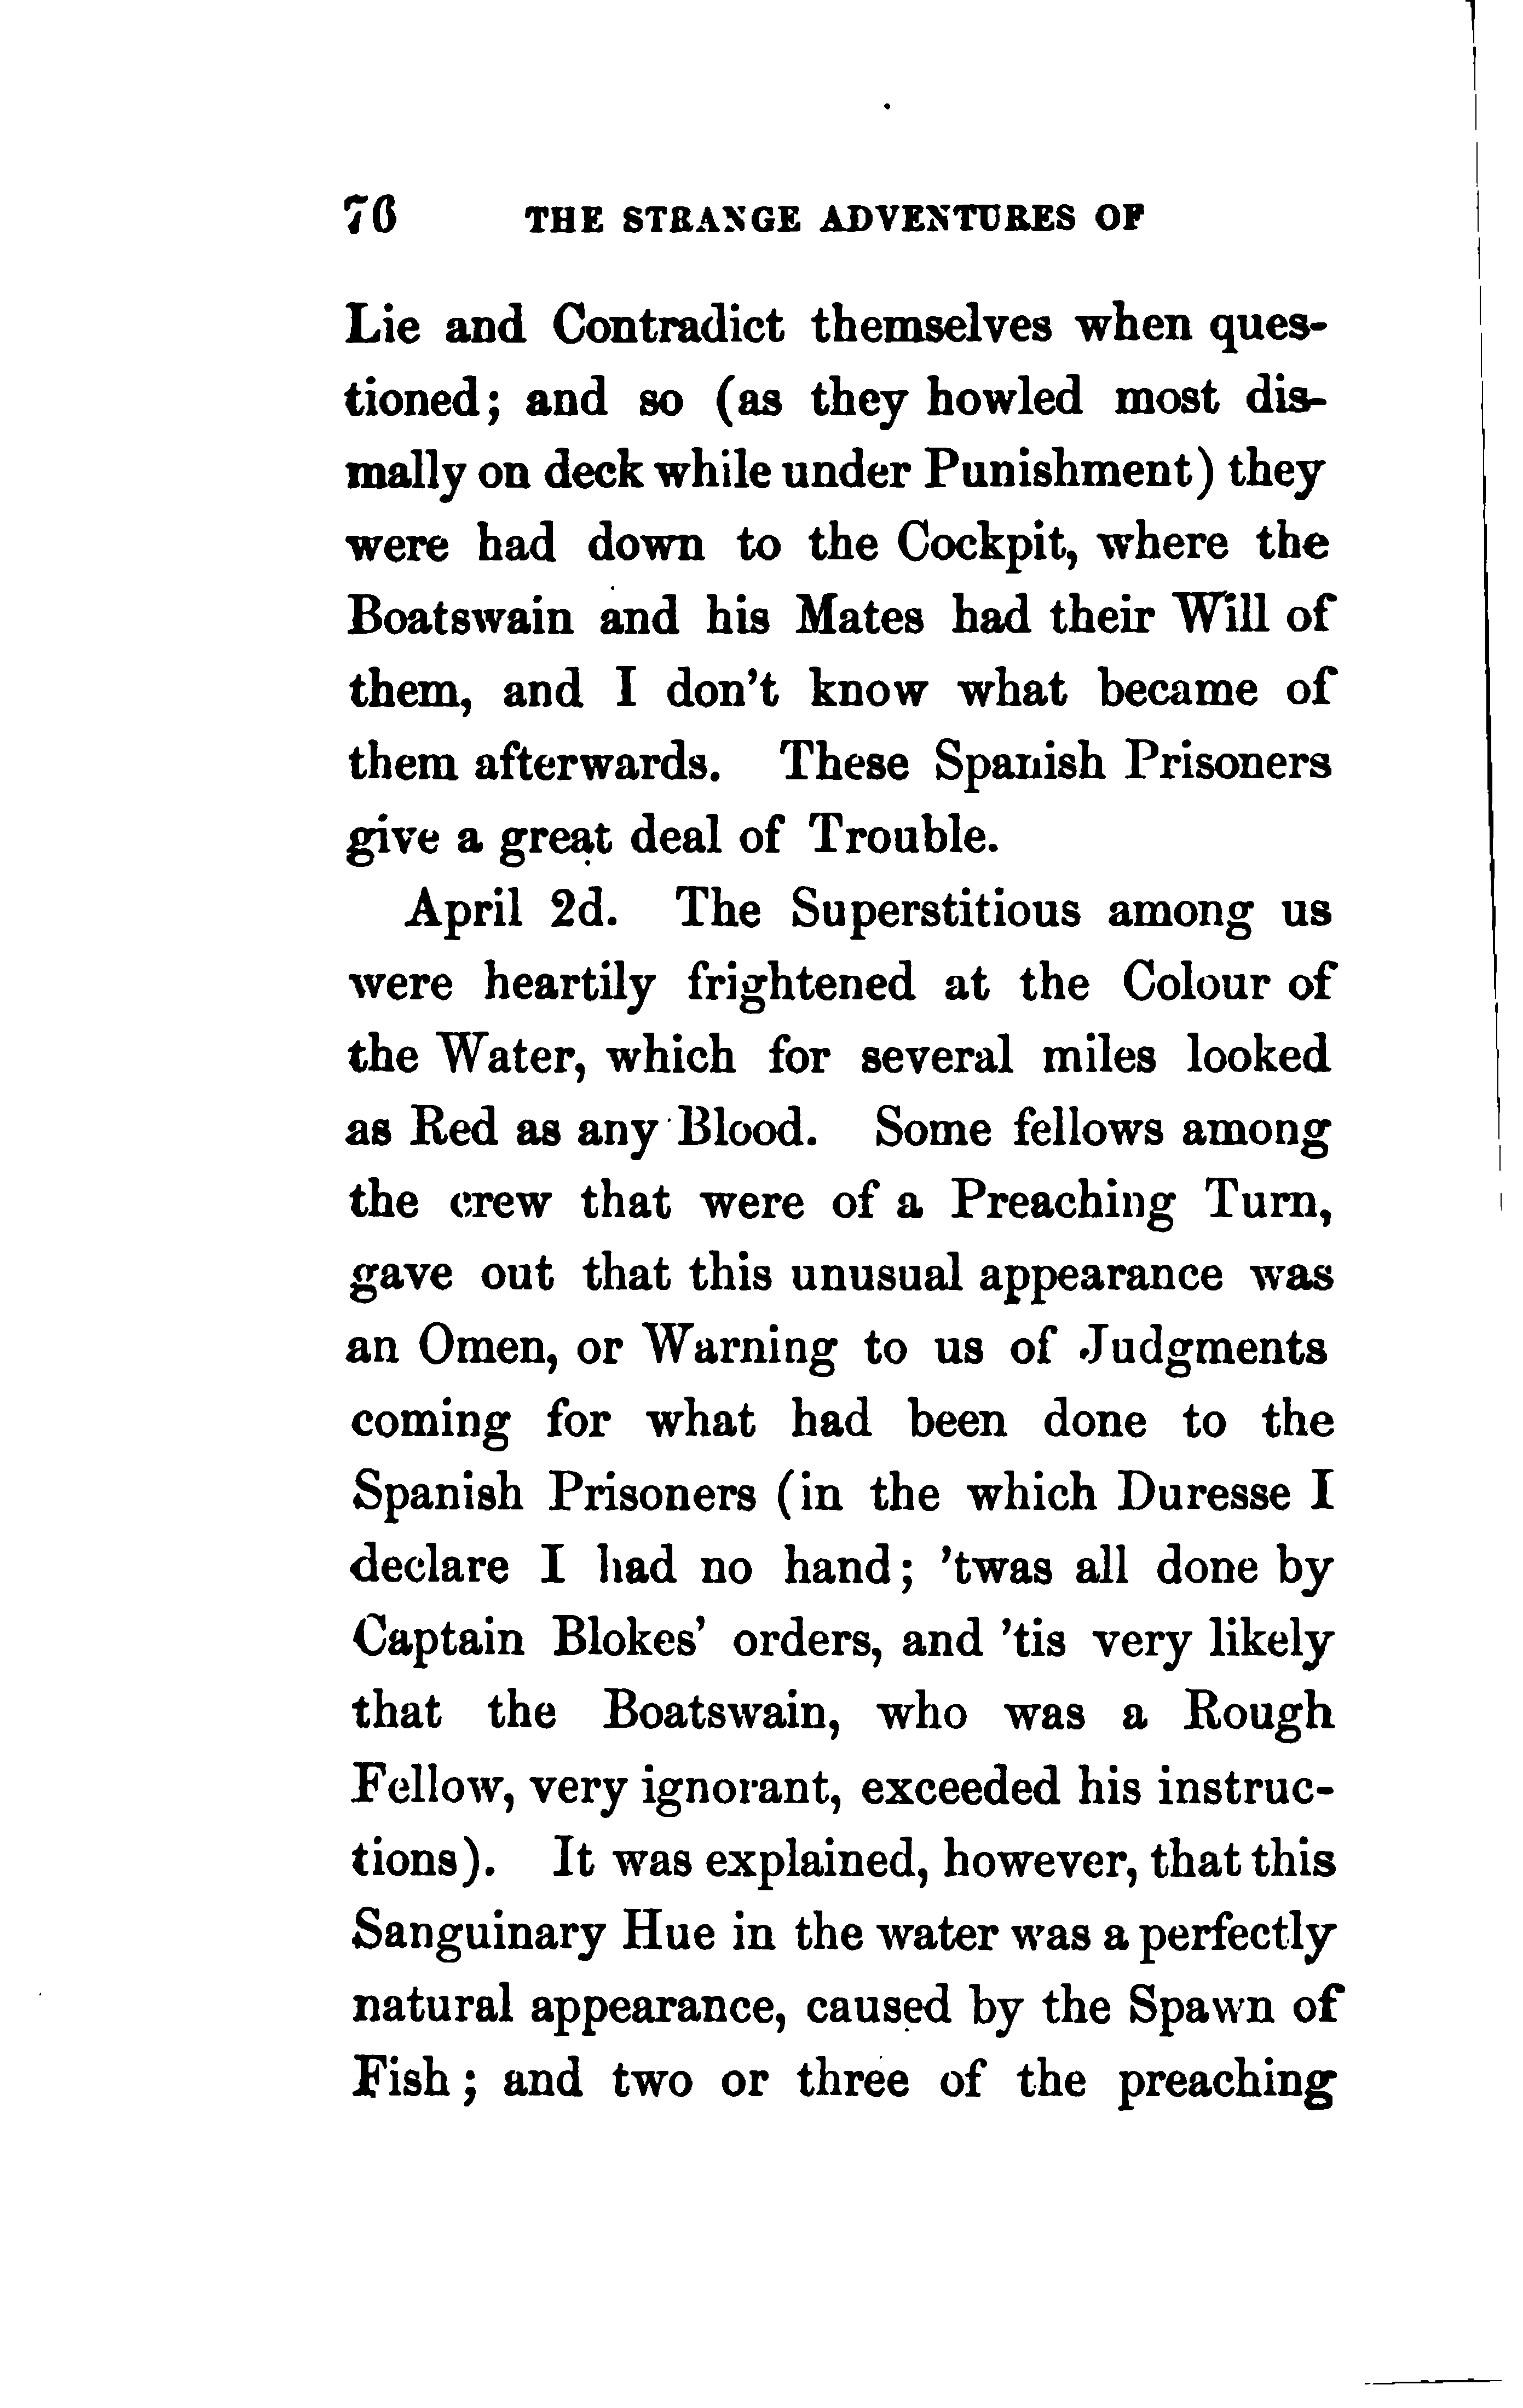 76 THE STRANGE ADVENTURES OF
Lie and Contradict themselves when ques-
tioned; and so (as they howled most dis-
mally on deck while under Punishment) they
were had down to the Cockpit, where the
Boatswain and his Mates had their Will of
them, and I don't know what became of
them afterwards. These Spanish Prisoners
give a great deal of Trouble.
April 2d. The Superstitious among us
were heartily frightened at the Colour of
the Water, which for several miles looked
as Red as any Blood. Some fellows among
the crew that were of a Preaching Turn,
gave out that this unusual appearance was
an Omen, or Warning to us of Judgments
coming for what had been done to the
Spanish Prisoners (in the which Duresse I
declare I had no hand; 'twas all done by
Captain Blokes' orders, and 'tis very likely
that the Boatswain, who was a Rough
Fellow, very ignorant, exceeded his instruc-
tions). It was explained, however, that this
Sanguinary Hue in the water was a perfectly
natural appearance, caused by the Spawn of
Fish; and two or three of the preaching